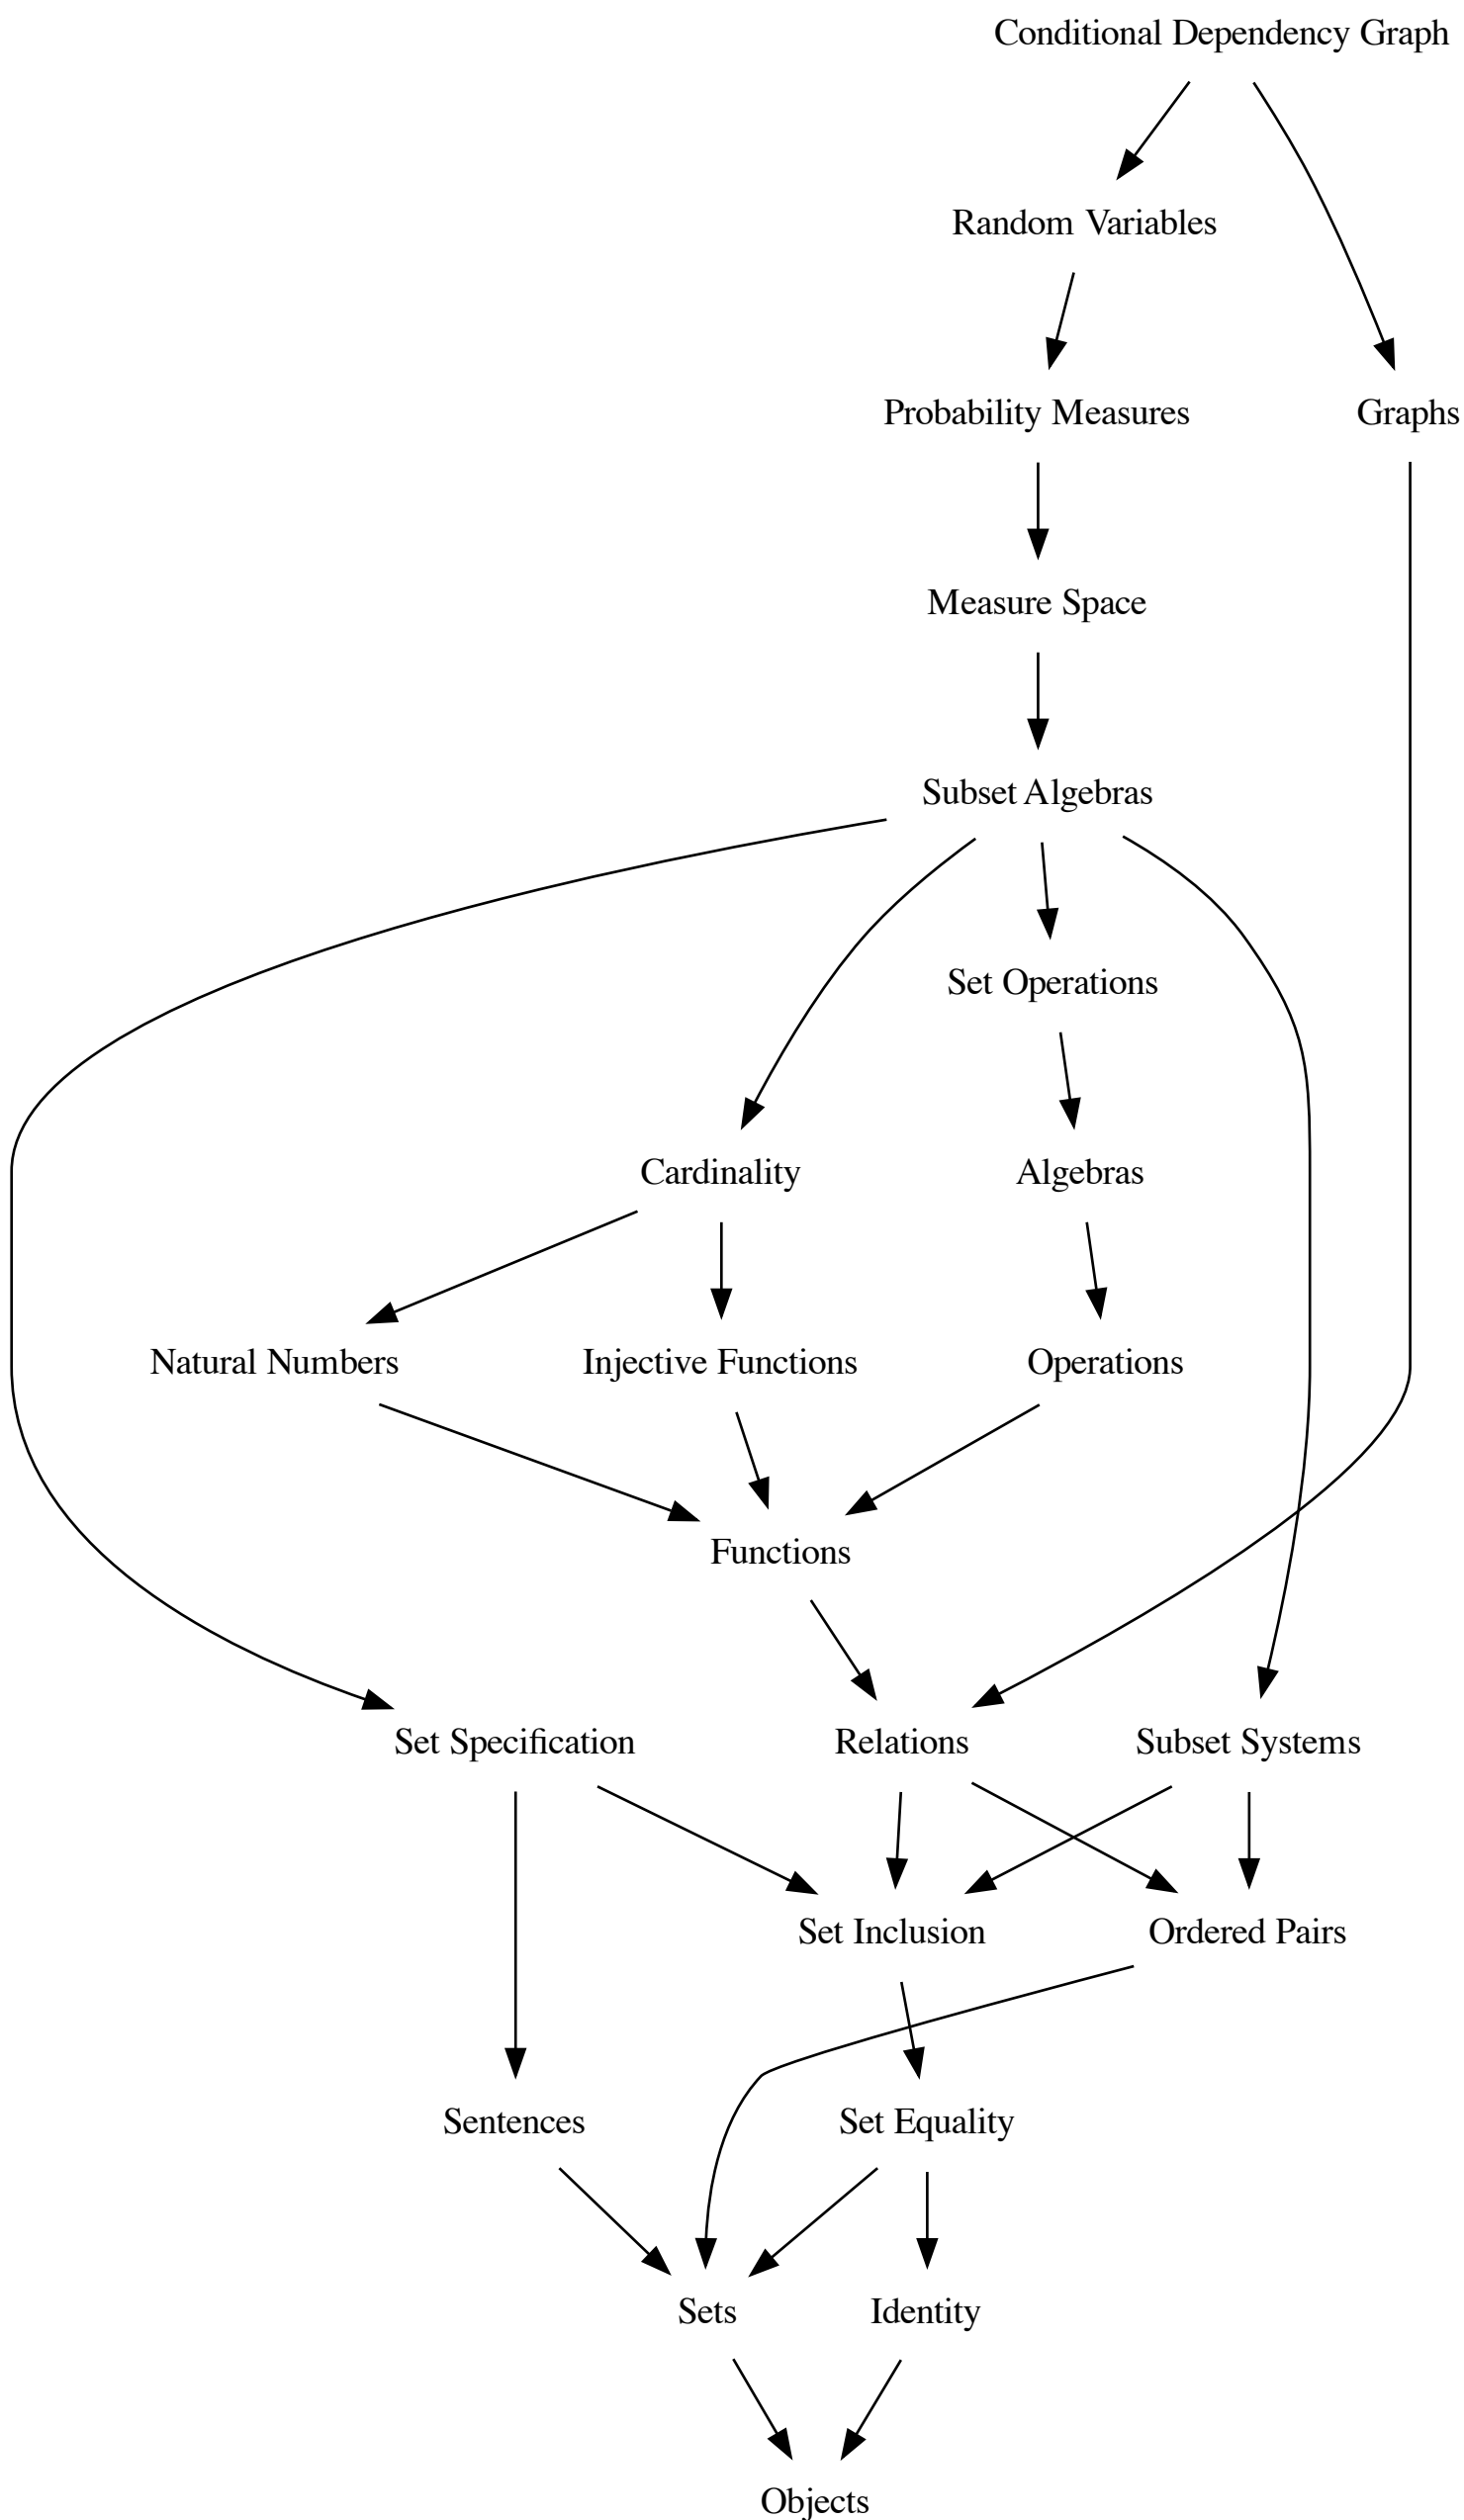 Conditional Dependency Graph
Random Variables
Probability Measures
Graphs
Measure Space
Subset Algebras
Set Operations
Cardinality
Algebras
Natural Numbers
Injective Functions
Operations
Functions
Set Specification
Relations
Subset Systems
Set Inclusion
Ordered Pairs
Sentences
Set Equality
Sets
Identity
Objects